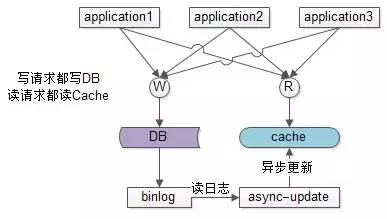 application1
application2
application3
写请求都写DB
读请求都读Cache
W
R
DB
cache
异步更新
binlog
读日志
async-update